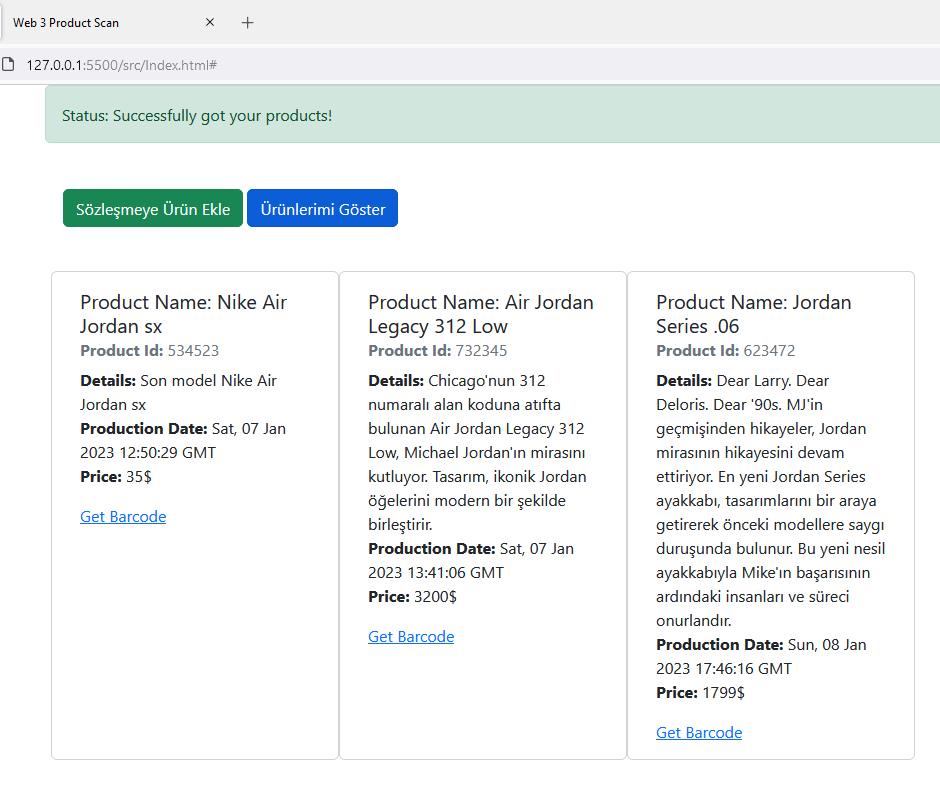 Web 3 Product Scan
127.0.0.1:5500/src/Index.html#
Status: Successfully got your products!
Sözleşmeye Ürün Ekle
Ürünlerimi Göster
Product Name: Nike Air
Jordan sx
Product Id: 534523
Details: Son model Nike Air
Jordan sx
Production Date: Sat, 07 Jan
2023 12:50:29 GMT
Price: 35$
Get Barcode
Product Name: Air Jordan
Legacy 312 Low
Product Id: 732345
Details: Chicago'nun 312
numaralı alan koduna atıfta
bulunan Air Jordan Legacy 312
Low, Michael Jordan'ın mirasını
kutluyor. Tasarım, ikonik Jordan
öğelerini modern bir şekilde
birleştirir.
Production Date: Sat, 07 Jan
2023 13:41:06 GMT
Price: 3200$
Get Barcode
Product Name: Jordan
Series .06
Product Id: 623472
Details: Dear Larry. Dear
Deloris. Dear '90s. MJ'in
geçmişinden hikayeler, Jordan
mirasının hikayesini devam
ettiriyor. En yeni Jordan Series
ayakkabı, tasarımlarını bir araya
getirerek önceki modellere saygı
duruşunda bulunur. Bu yeni nesil
ayakkabıyla Mike'ın başarısının
ardındaki insanları ve süreci
onurlandır.
Production Date: Sun, 08 Jan
2023 17:46:16 GMT
Price: 1799$
Get Barcode